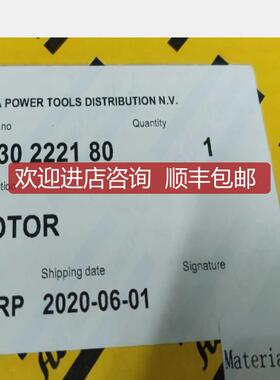 A POWER TOOLS DISTRIBUTION N.V.
no Quantity
30 2221 80 1
欢迎进店咨询 顺丰包邮
OTOR
Shipping date Signature
RP 2020-06-01
Materia